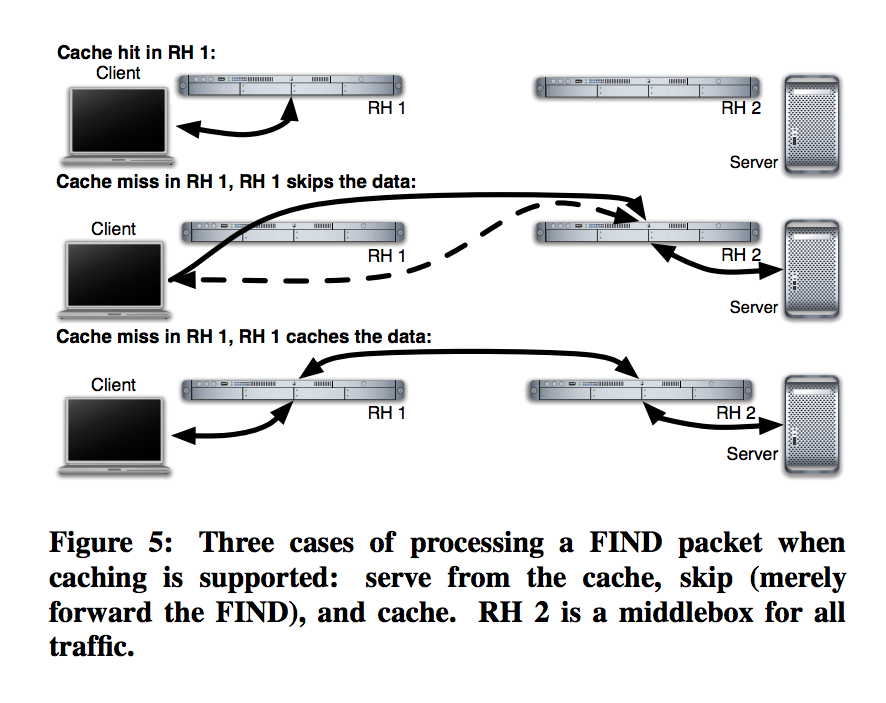 Cache hit in RH 1:
Client
RH 1
RH 2
Server
Cache miss in RH 1, RH 1 skips the data:
Client
RH 1
RH 2
Server
Cache miss in RH 1, RH 1 caches the data:
Client
RH 1
RH 2
Server
Figure 5: Three cases of processing a FIND packet when
caching is supported: serve from the cache, skip (merely
forward the FIND), and cache. RH 2 is a middlebox for all
traffic.